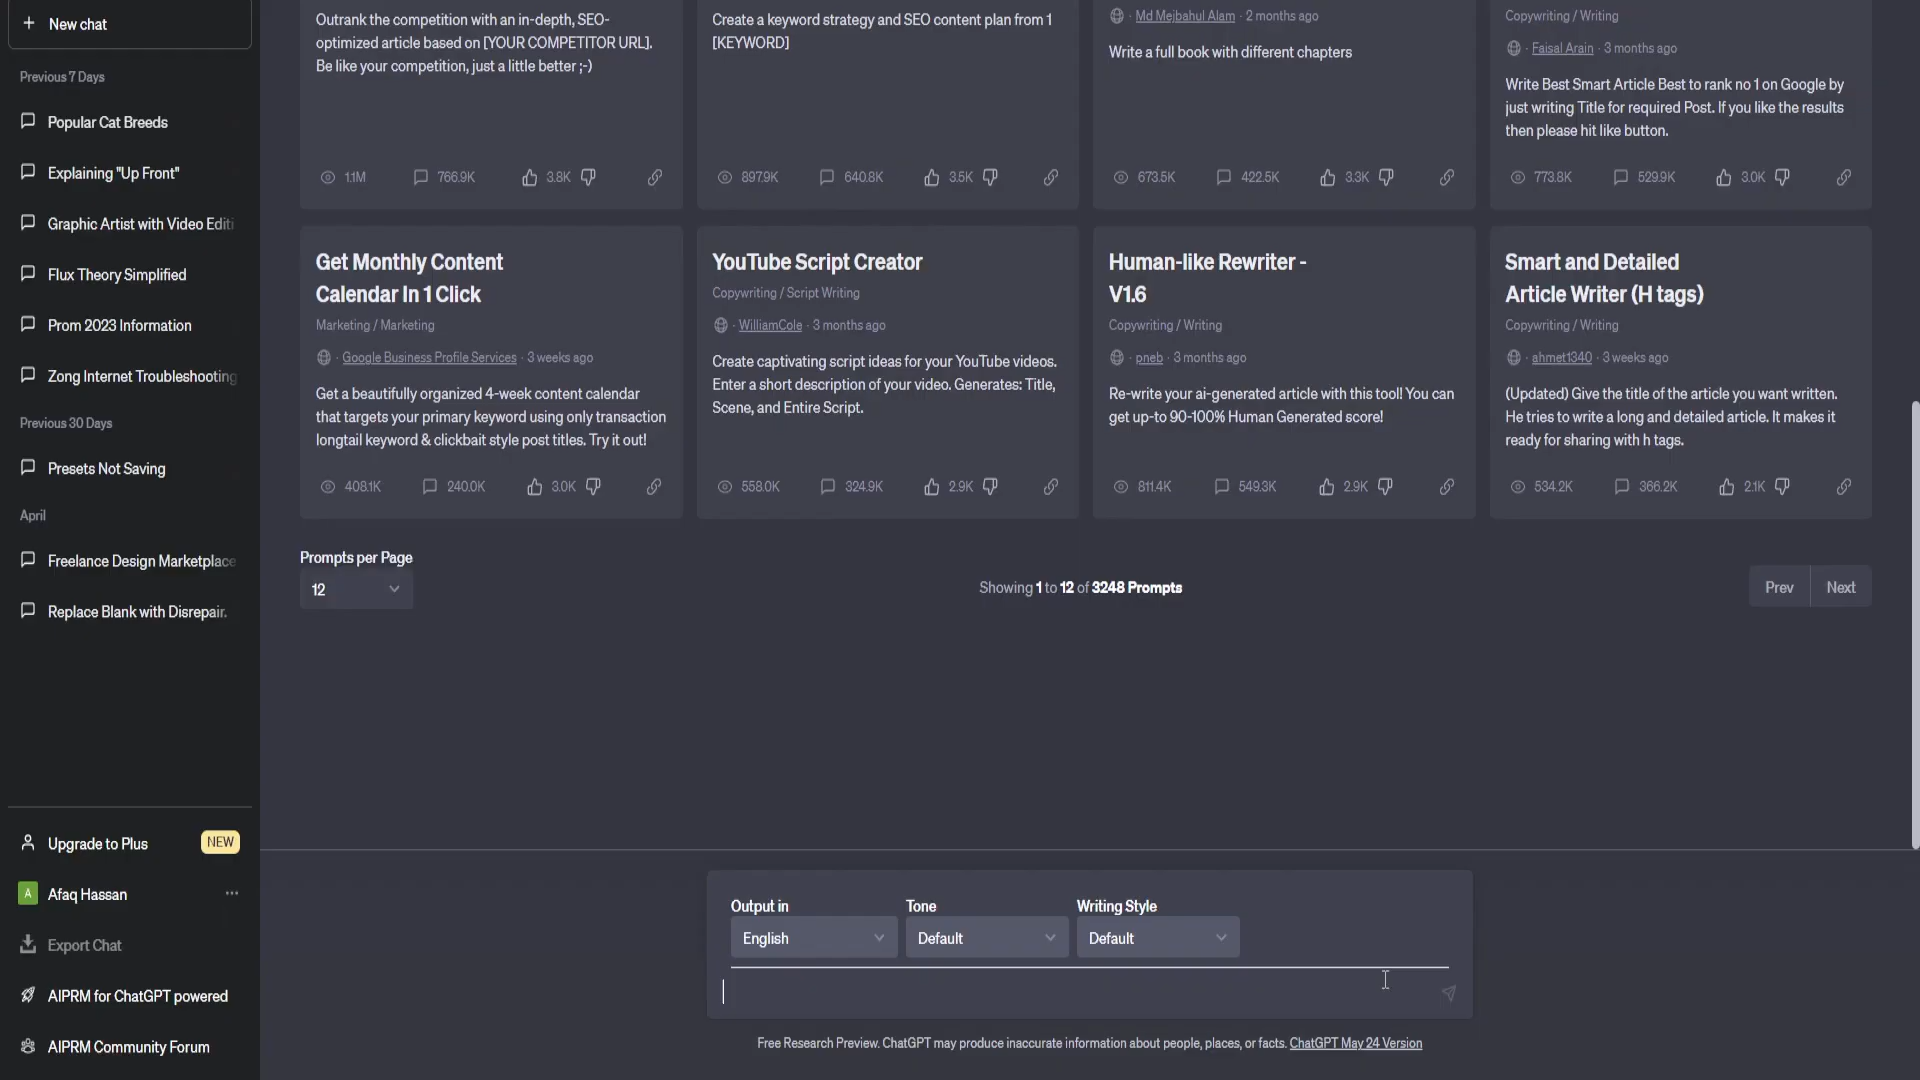 New chat
Previous 7 Days
Popular Cat Breeds
Explaining "Up Front"
Graphic Artist with Video Editi
Flux Theory Simplified
Prom 2023 Information
Zong Internet Troubleshooting
Previous 30 Days
Presets Not Saving
April
Freelance Design Marketplace
Replace Blank with Disrepair.
Upgrade to Plus NEW
A Afaq Hassan
Export Chat
AIPRM for ChatGPT powered
AIPRM Community Forum
Outrank the competition with an in-depth, SEO-
optimized article based on [YOUR COMPETITOR URL].
Be like your competition, just a little better ;-)
1.1M 766.9K 3.8K
Create a keyword strategy and SEO content plan from 1
[KEYWORD]
897.9K 640.8K 3.5K
· Md Mejbahul Alam · 2 months ago
Write a full book with different chapters
673.5K 422.5K 3.3K
Copywriting / Writing
· Faisal Arain · 3 months ago
Write Best Smart Article Best to rank no 1 on Google by
just writing Title for required Post. If you like the results
then please hit like button.
773.8K 529.9K 3.0K
Get Monthly Content
Calendar In 1 Click
Marketing / Marketing
· Google Business Profile Services · 3 weeks ago
Get a beautifully organized 4-week content calendar
that targets your primary keyword using only transaction
longtail keyword & clickbait style post titles. Try it out!
408.1K 240.0K 3.0K
YouTube Script Creator
Copywriting / Script Writing
· WilliamCole · 3 months ago
Create captivating script ideas for your YouTube videos.
Enter a short description of your video. Generates: Title,
Scene, and Entire Script.
558.0K 324.9K 2.9K
Human-like Rewriter -
V1.6
Copywriting / Writing
· pneb · 3 months ago
Re-write your ai-generated article with this tool! You can
get up-to 90-100% Human Generated score!
811.4K 549.3K 2.9K
Smart and Detailed
Article Writer (H tags)
Copywriting / Writing
· ahmet1340 · 3 weeks ago
(Updated) Give the title of the article you want written.
He tries to write a long and detailed article. It makes it
ready for sharing with h tags.
534.2K 366.2K 2.1K
Prompts per Page
12
Showing 1 to 12 of 3248 Prompts
Prev Next
Output in Tone Writing Style
English Default Default
Free Research Preview. ChatGPT may produce inaccurate information about people, places, or facts. ChatGPT May 24 Version